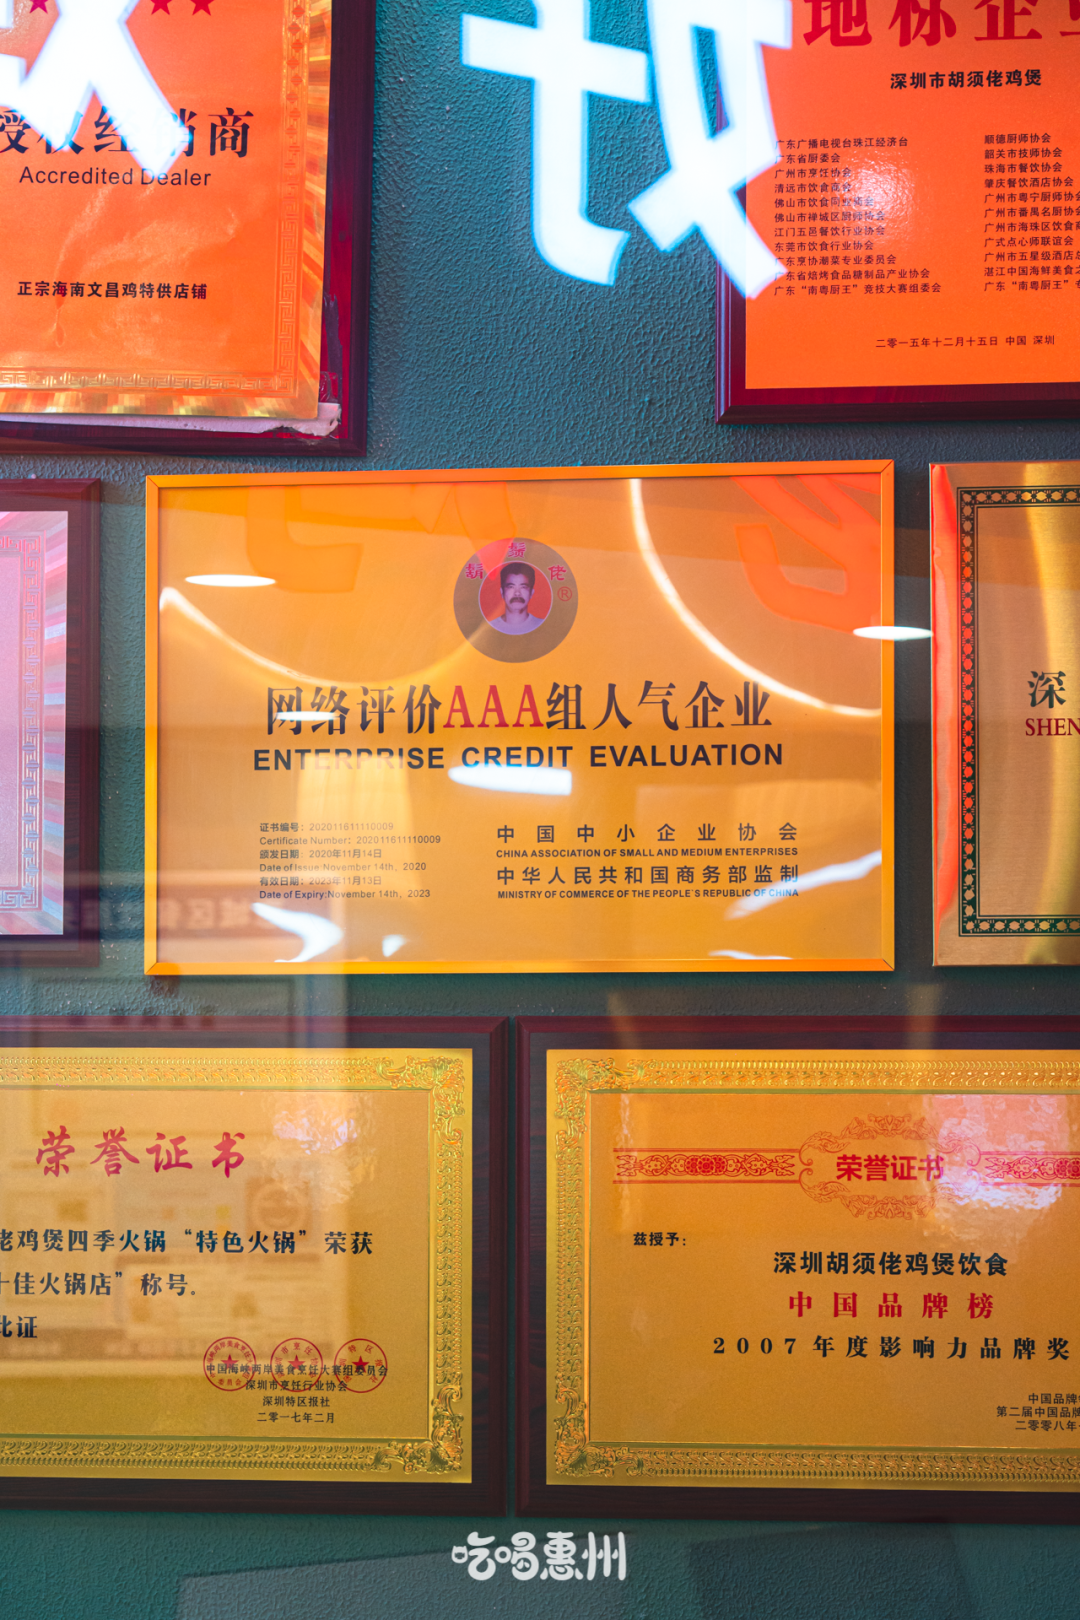 授权经销商
Accredited Dealer
正宗海南文昌鸡特供店铺
地标企业
深圳市胡须佬鸡煲
广东广播电视台珠江经济台
广东省厨委会
广州市烹饪协会
清远市饮食商会
佛山市饮食同业商会
佛山市禅城区厨师协会
江门五邑餐饮行业协会
东莞市饮食行业协会
广东烹协潮菜专业委员会
广东省焙烤食品糖制品产业协会
广东“南粤厨王”竞技大赛组委会
顺德厨师协会
韶关市技师协会
珠海市餐饮协会
肇庆餐饮酒店协会
广州市粤宁厨师协会
广州市番禺名厨协会
广州市海珠区饮食商
广式点心师联谊会
广州市五星级酒店总
湛江中国海鲜美食之
广东“南粤厨王”专
二零一五年十二月十五日 中国 深圳
胡须佬®
网络评价AAA组人气企业
ENTERPRISE CREDIT EVALUATION
证书编号：202011611110009
Certificate Number：202011611110009
颁发日期：2020年11月14日
Date of Issue:November 14th，2020
有效日期：2023年11月13日
Date of Expiry:November 14th，2023
中国中小企业协会
CHINA ASSOCIATION OF SMALL AND MEDIUM ENTERPRISES
中华人民共和国商务部监制
MINISTRY OF COMMERCE OF THE PEOPLE`S REPUBLIC OF CHINA
深
SHEN
荣誉证书
佬鸡煲四季火锅“特色火锅”荣获
十佳火锅店”称号。
此证
中国海峡两岸美食烹饪大赛组委员会
深圳市烹饪行业协会
深圳特区报社
二零一七年二月
荣誉证书
兹授予：
深圳胡须佬鸡煲饮食
中国品牌榜
2007年度影响力品牌奖
中国品牌
第二届中国品牌
二零零八年
吃喝惠州